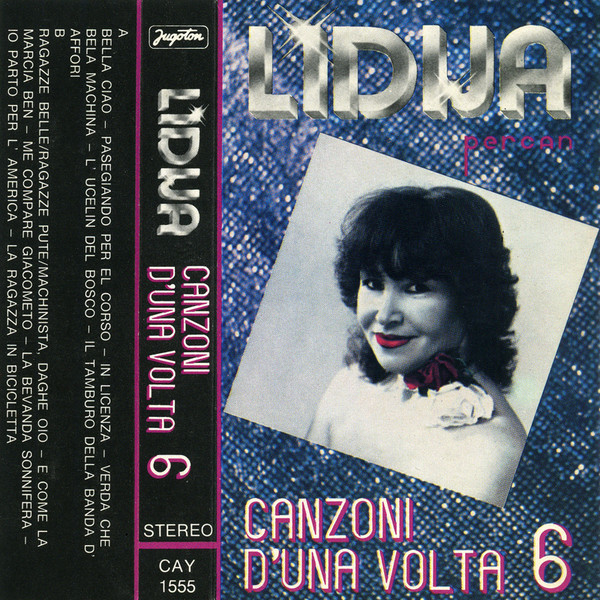 A
BELLA CIAO – PASEGIANDO PER EL CORSO – IN LICENZA – VERDA CHE
BELA MACHINA – L' UCELIN DEL BOSCO – IL TAMBURO DELLA BANDA D'
AFFORI
B
RAGAZZE BELLE/RAGAZZE PUTE/MACHINISTA, DAGHE OIO – E COME LA
MARCIA BEN – ME COMPARE GIACOMETO – LA BEVANDA SONNIFERA –
IO PARTO PER L' AMERICA – LA RAGAZZA IN BICICLETTA
Jugoton
LIDIJA
CANZONI
D'UNA VOLTA 6
STEREO
CAY
1555
LIDIJA
percan
CANZONI
D'UNA VOLTA 6